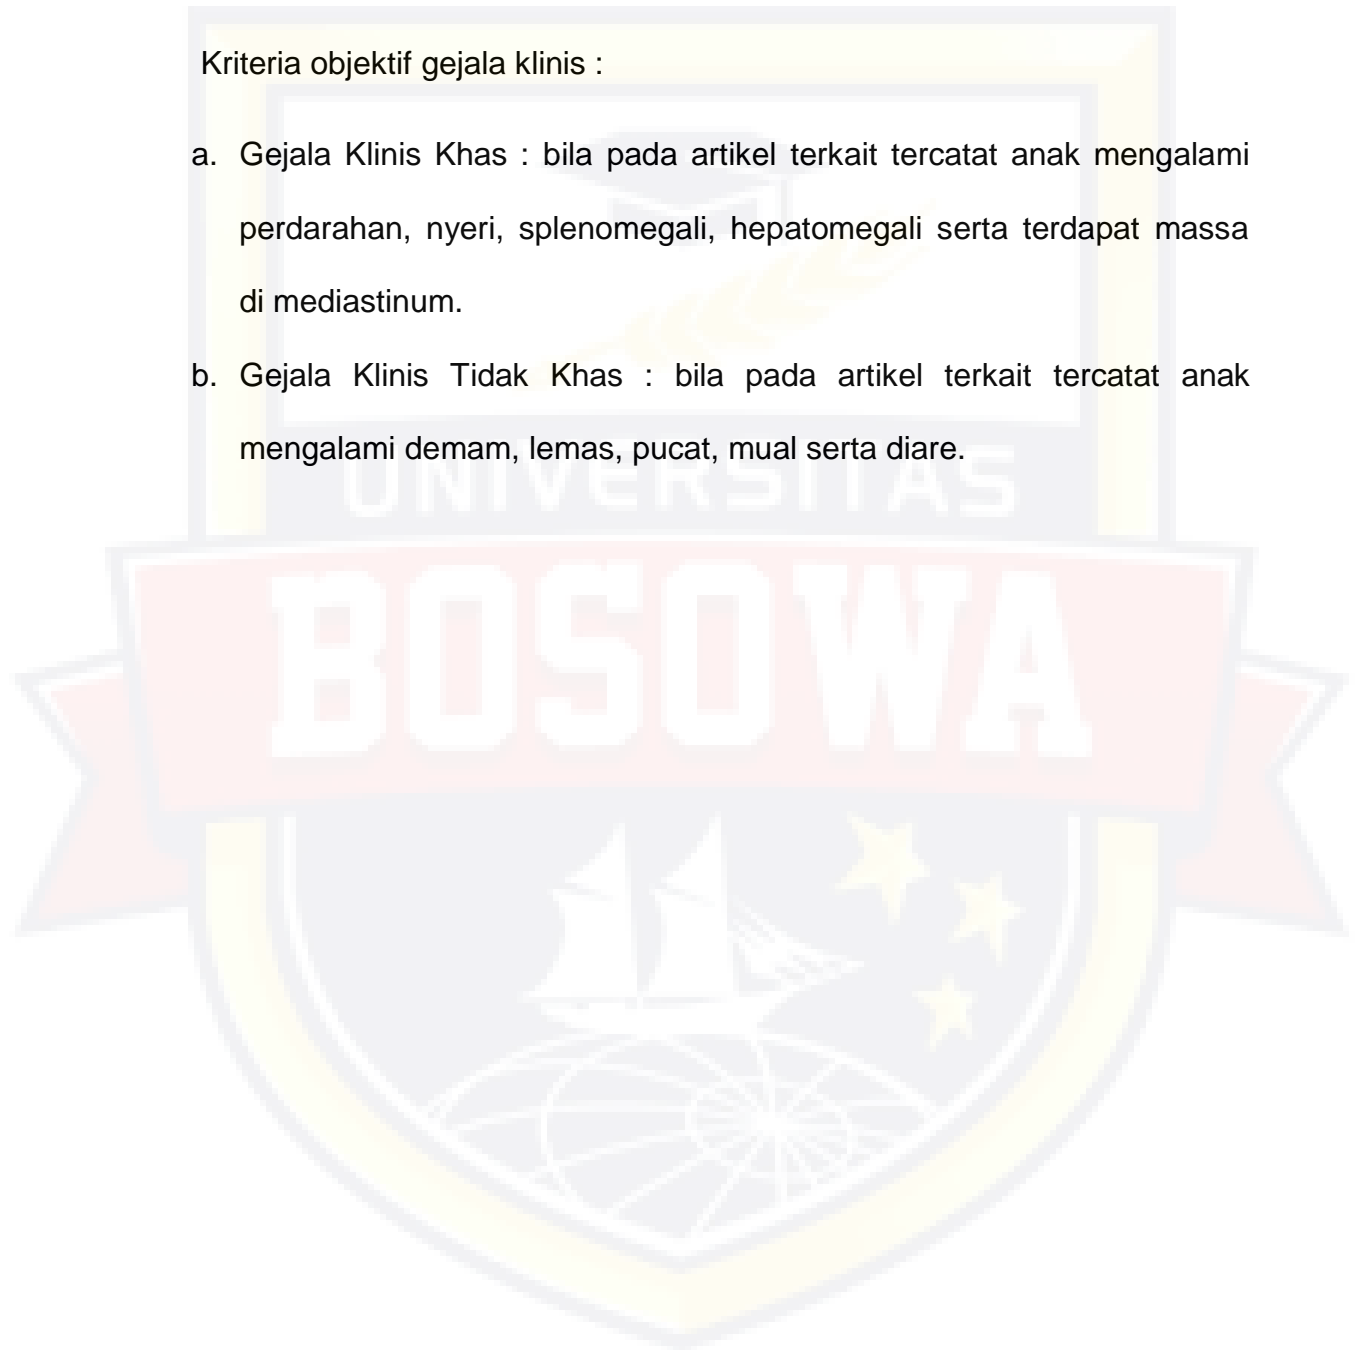 Kriteria objektif gejala klinis :
a. Gejala Klinis Khas : bila pada artikel terkait tercatat anak mengalami
perdarahan, nyeri, splenomegali, hepatomegali serta terdapat massa
di mediastinum.
b. Gejala Klinis Tidak Khas : bila pada artikel terkait tercatat anak
mengalami demam, lemas, pucat, mual serta diare.
UNIVERSITAS
BOSOWA